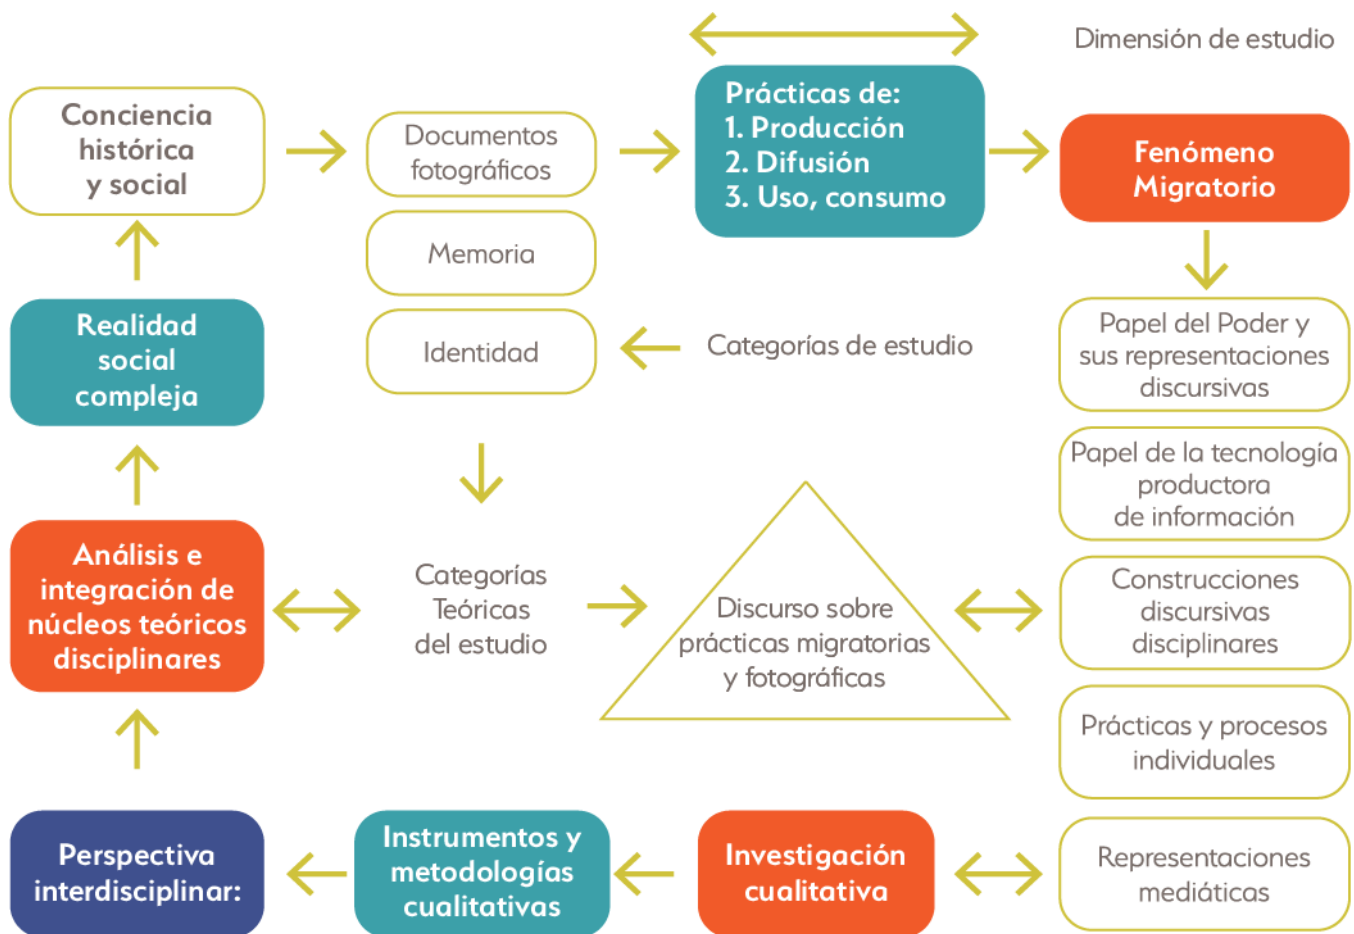 Dimensión de estudio
Conciencia
histórica
y social
Documentos
fotográficos
Prácticas de:
1. Producción
2. Difusión
3. Uso, consumo
Fenómeno
Migratorio
Memoria
Identidad
Categorías de estudio
Realidad
social
compleja
Papel del Poder y
sus representaciones
discursivas
Papel de la tecnología
productora
de información
Análisis e
integración de
núcleos teóricos
disciplinares
Categorías
Teóricas
del estudio
Discurso sobre
prácticas migratorias
y fotográficas
Construcciones
discursivas
disciplinares
Prácticas y procesos
individuales
Perspectiva
interdisciplinar:
Instrumentos y
metodologías
cualitativas
Investigación
cualitativa
Representaciones
mediáticas